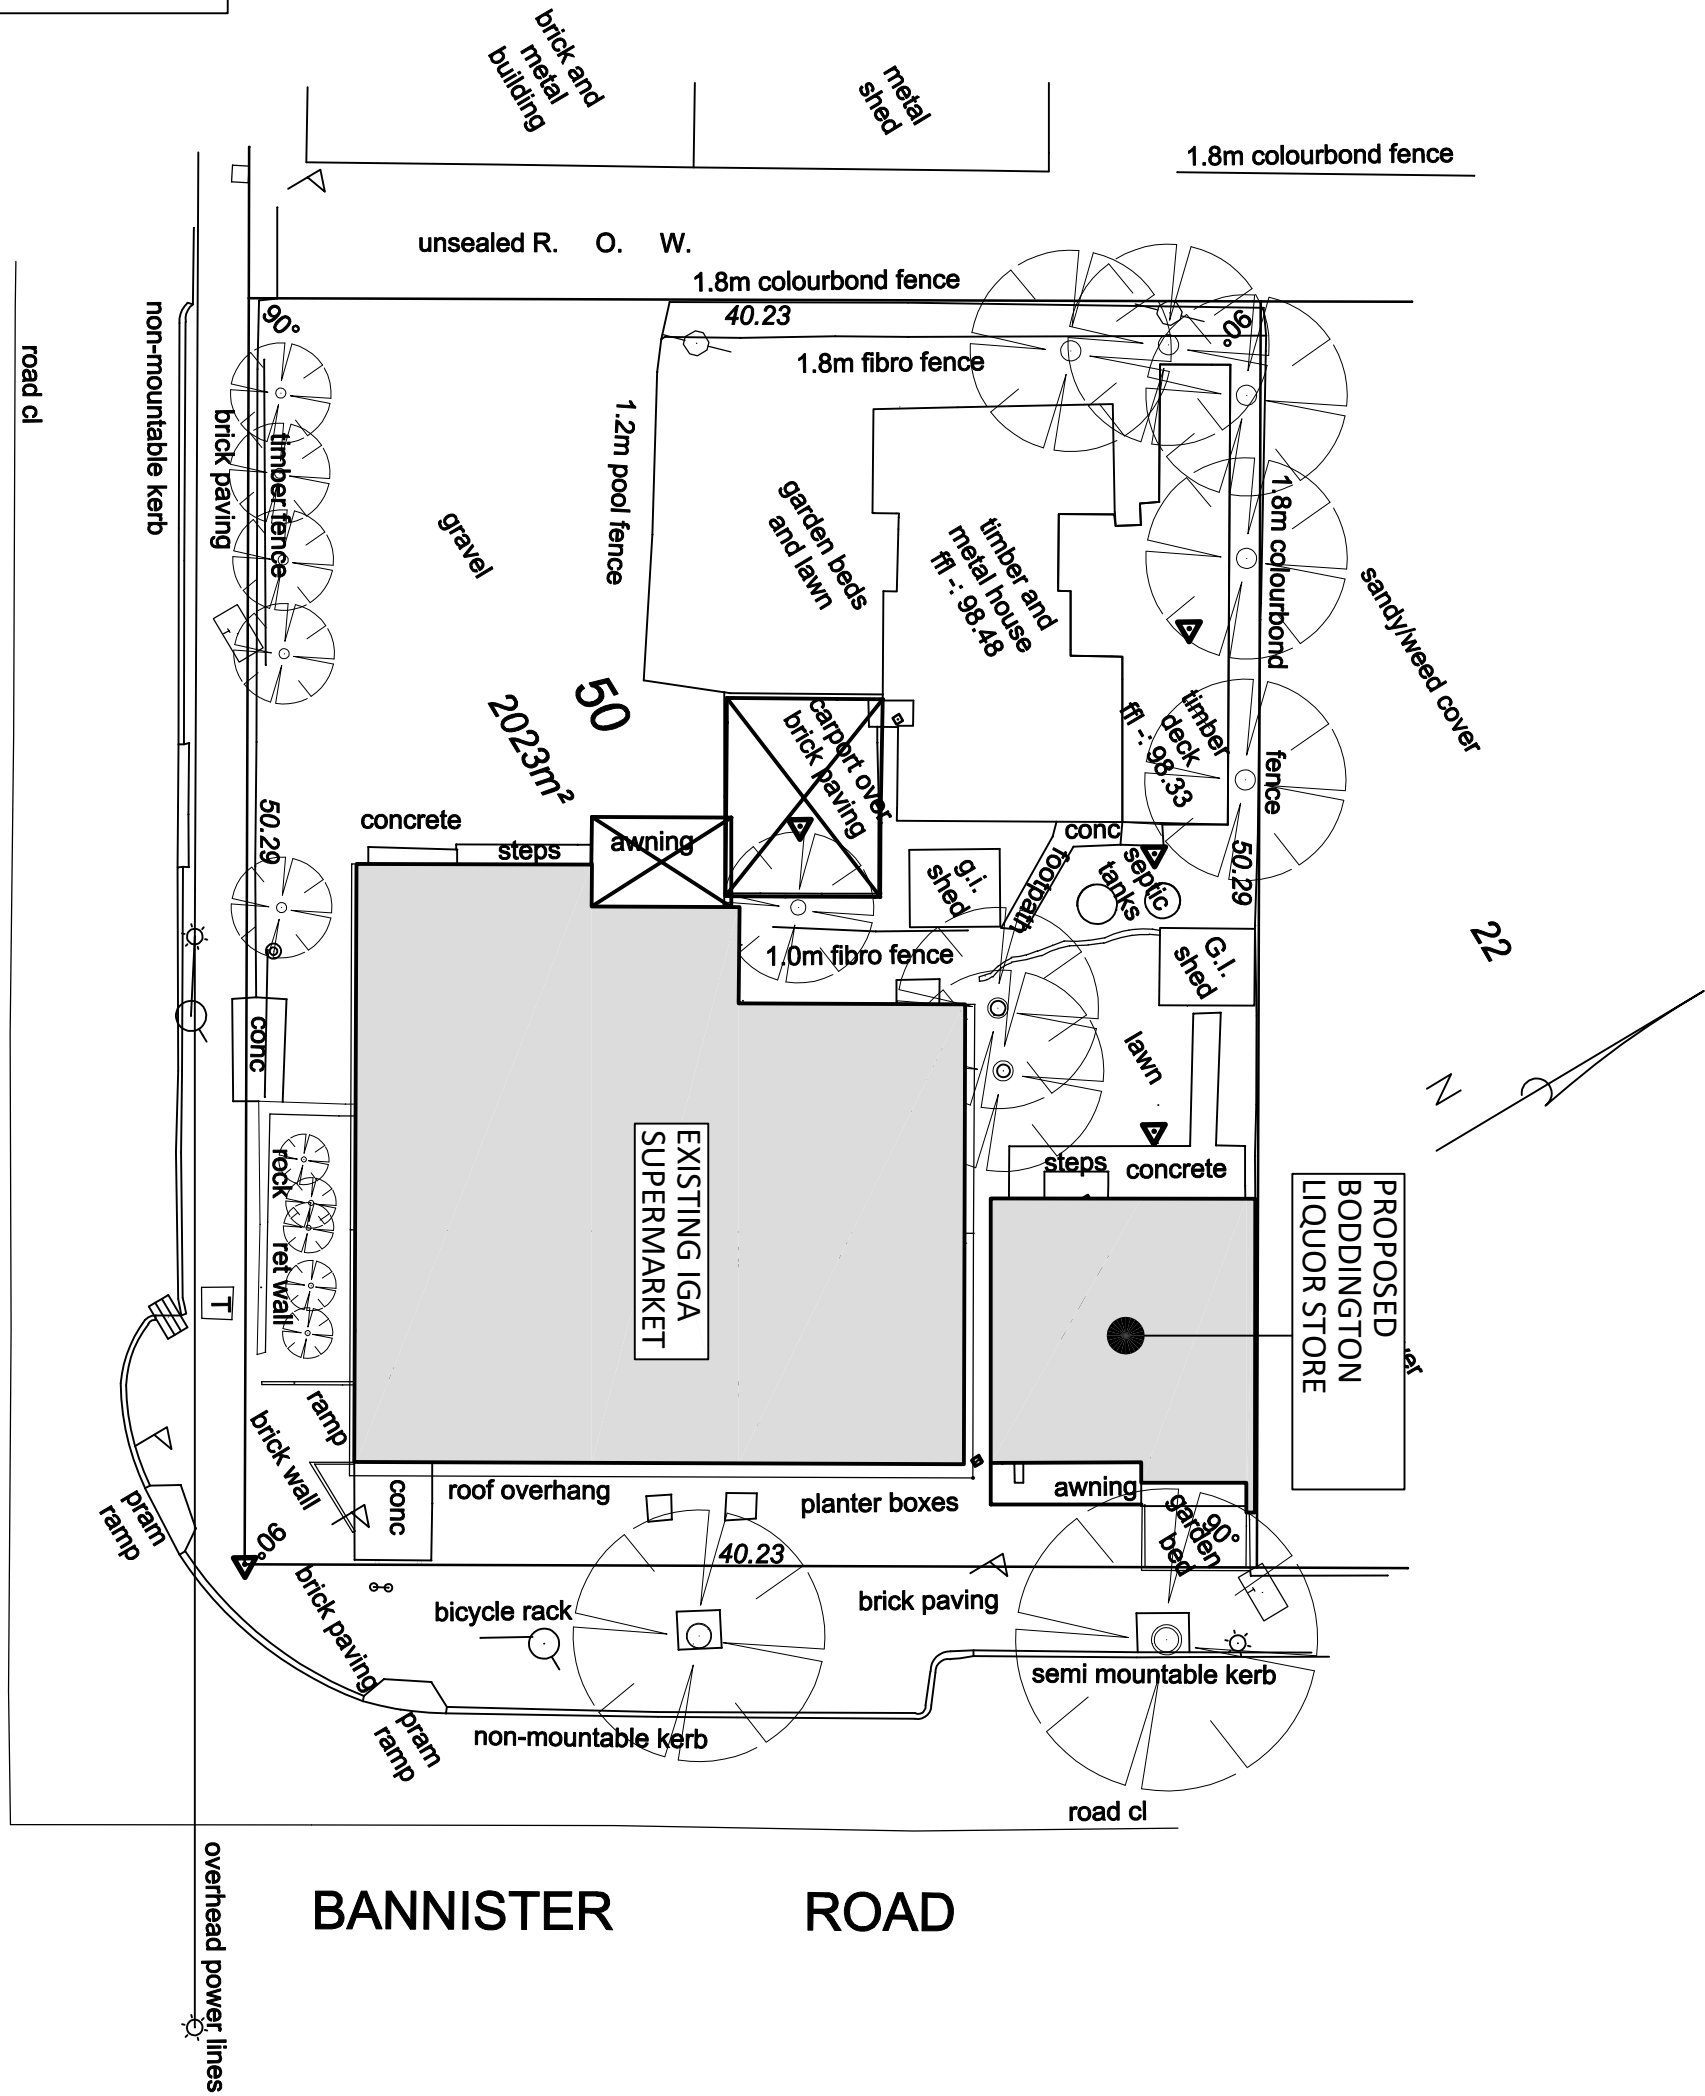 brick and
metal
building
metal
shed
1.8m colourbond fence
unsealed R. O. W.
1.8m colourbond fence
40.23
90°
90°
1.8m fibro fence
road cl
non-mountable kerb
brick paving
timber fence
gravel
1.2m pool fence
garden beds
and lawn
timber and
metal house
ffl -: 98.48
1.8m colourbond
fence
sandy/weed cover
50
2023m²
carport over
brick paving
timber
deck
ffl -: 98.33
50.29
concrete
steps
awning
g.i.
shed
footpath
conc
septic
tanks
50.29
1.0m fibro fence
G.I.
shed
22
conc
lawn
N
rock
ret wall
T
EXISTING IGA
SUPERMARKET
steps
concrete
PROPOSED
BODDINGTON
LIQUOR STORE
ramp
brick wall
conc
roof overhang
planter boxes
awning
garden
bed
90°
pram
ramp
90°
40.23
brick paving
bicycle rack
brick paving
semi mountable kerb
pram
ramp
non-mountable kerb
road cl
BANNISTER ROAD
overhead power lines